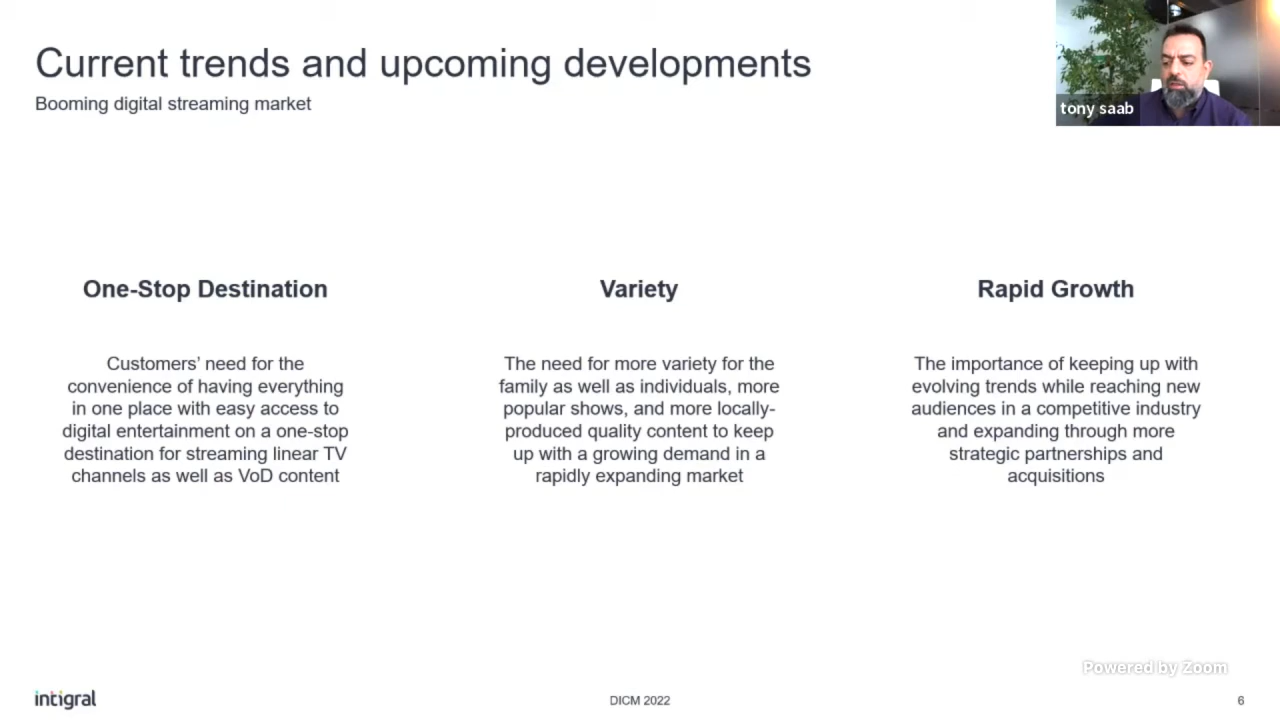 Current trends and upcoming developments
Booming digital streaming market
tony saab
One-Stop Destination
Customers’ need for the
convenience of having everything
in one place with easy access to
digital entertainment on a one-stop
destination for streaming linear TV
channels as well as VoD content
Variety
The need for more variety for the
family as well as individuals, more
popular shows, and more locally-
produced quality content to keep
up with a growing demand in a
rapidly expanding market
Rapid Growth
The importance of keeping up with
evolving trends while reaching new
audiences in a competitive industry
and expanding through more
strategic partnerships and
acquisitions
Powered by Zoom
intigral
DICM 2022
6